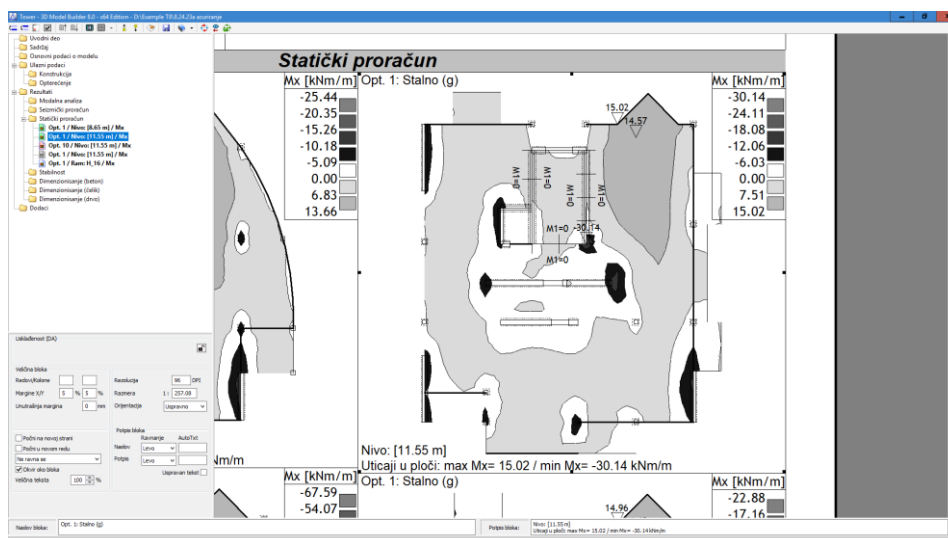 Tower - 3D Model Builder 8.0 - x64 Edition - D:\Example TP.8.24.23a azuriranje
Uvodni deo
Sadržaj
Osnovni podaci o modelu
Ulazni podaci
Konstrukcija
Opterećenje
Rezultati
Modalna analiza
Seizmički proračun
Statički proračun
Opt. 1 / Nivo: [8.65 m] / Mx
Opt. 1 / Nivo: [11.55 m] / Mx
Opt. 10 / Nivo: [11.55 m] / Mx
Opt. 1 / Nivo: [11.55 m] / Mx
Opt. 1 / Ram: H_16 / Mx
Stabilnost
Dimenzionisanje (beton)
Dimenzionisanje (čelik)
Dimenzionisanje (drvo)
Dodaci
Usklađenost (DA)
Veličina bloka
Redovi/Kolone
Margine X/Y 5 % 5 %
Unutrašnja margina 0 mm
Rezolucija 96 DPI
Razmera 1 : 257.00
Orijentacija Uspravno
Počni na novoj strani
Počni u novom redu
Ne ravna se
Okvir oko bloka
Veličina teksta 100 %
Potpis bloka
Ravnanje AutoTxt
Naslov Levo
Potpis Levo
Uspravan tekst
Statički proračun
Mx [kNm/m]
-25.44
-20.35
-15.26
-10.18
-5.09
0.00
6.83
13.66
Opt. 1: Stalno (g)
15.02
14.57
M1=0
M1=0
M1=0
M1=0
M1=0 -30.14
M1=0
Mx [kNm/m]
-30.14
-24.11
-18.08
-12.06
-6.03
0.00
7.51
15.02
Nivo: [11.55 m]
Uticaji u ploči: max Mx= 15.02 / min Mx= -30.14 kNm/m
Nm/m
Mx [kNm/m]
-67.59
-54.07
Opt. 1: Stalno (g)
14.96
Mx [kNm/m]
-22.88
-17.16
Naslov bloka: Opt. 1: Stalno (g)
Potpis bloka: Nivo: [11.55 m]
Uticaji u ploči: max Mx= 15.02 / min Mx= -30.14 kNm/m